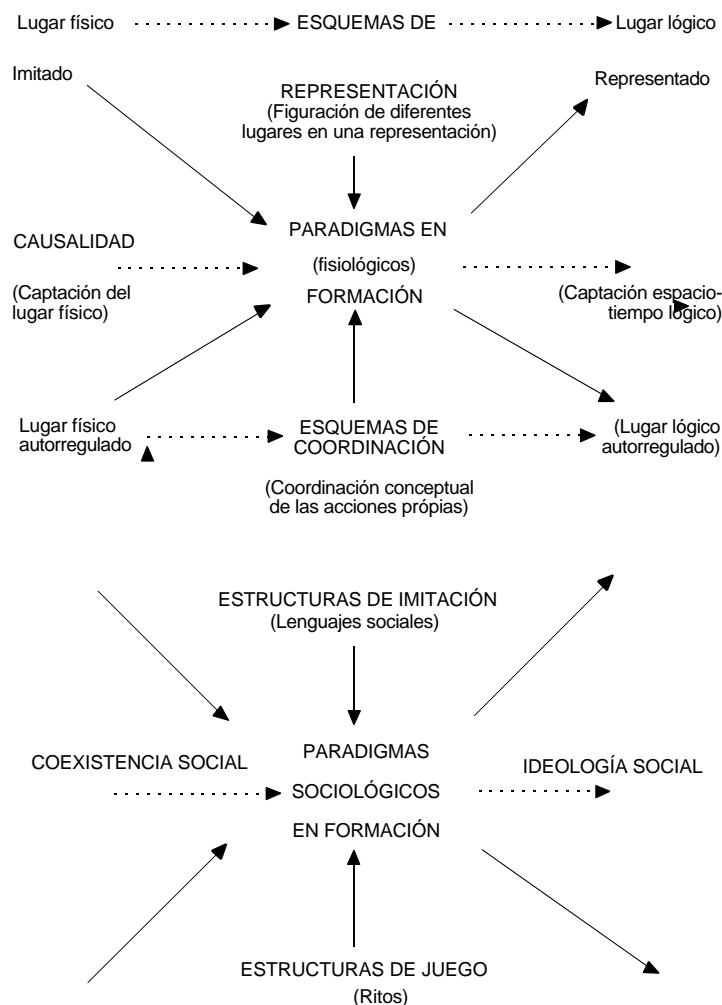 Lugar físico ESQUEMAS DE Lugar lógico
Imitado
Representado
REPRESENTACIÓN
(Figuración de diferentes
lugares en una representación)
PARADIGMAS EN
CAUSALIDAD
(fisiológicos)
(Captación del
lugar físico)
FORMACIÓN
(Captación espacio-
tiempo lógico)
Lugar físico
autorregulado
ESQUEMAS DE
COORDINACIÓN
(Lugar lógico
autorregulado)
(Coordinación conceptual
de las acciones própias)
ESTRUCTURAS DE IMITACIÓN
(Lenguajes sociales)
PARADIGMAS
COEXISTENCIA SOCIAL
IDEOLOGÍA SOCIAL
SOCIOLÓGICOS
EN FORMACIÓN
ESTRUCTURAS DE JUEGO
(Ritos)